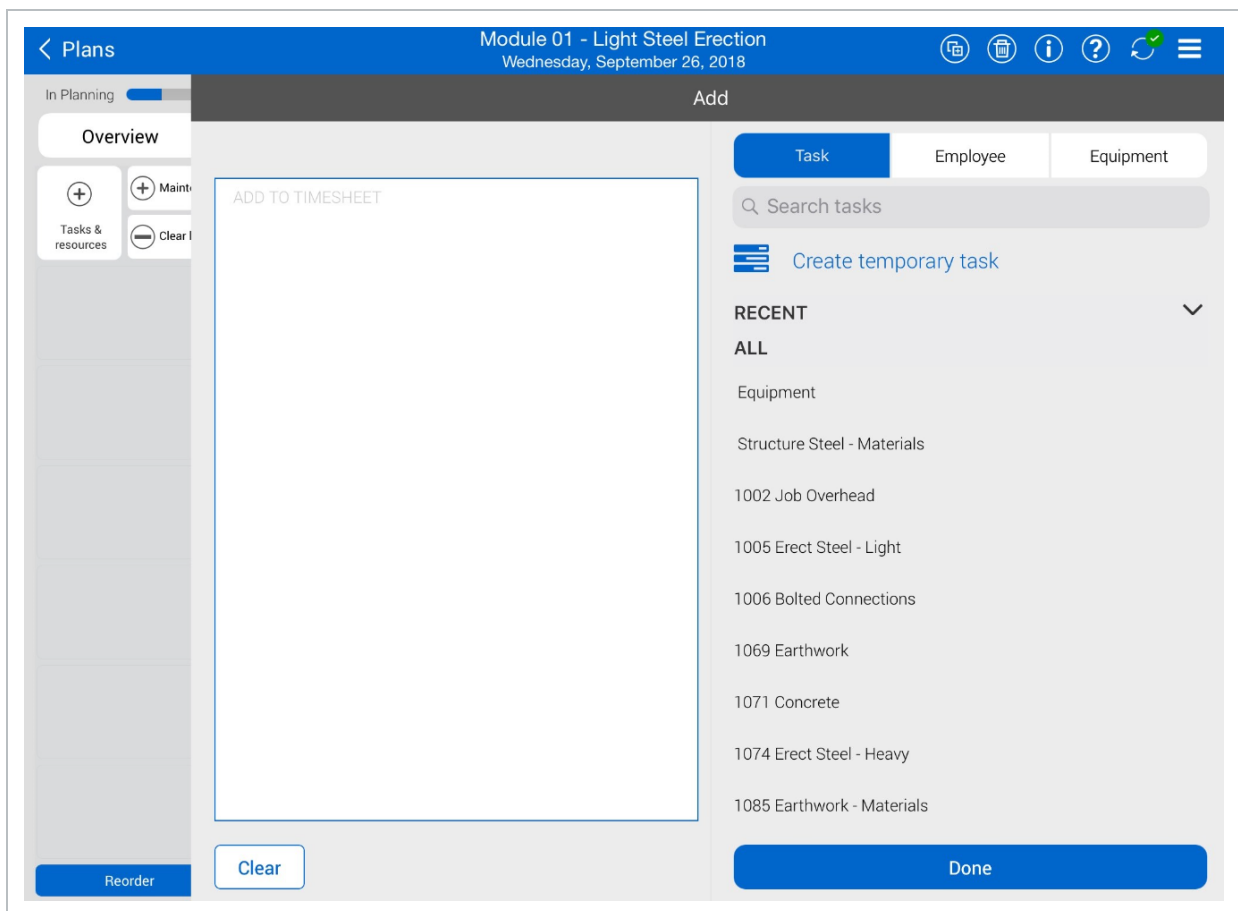 Plans
Module 01 - Light Steel Erection
Wednesday, September 26, 2018
In Planning
Add
Overview
Tasks &
resources
Mainte
Clear
ADD TO TIMESHEET
Task
Employee
Equipment
Search tasks
Create temporary task
RECENT
ALL
Equipment
Structure Steel - Materials
1002 Job Overhead
1005 Erect Steel - Light
1006 Bolted Connections
1069 Earthwork
1071 Concrete
1074 Erect Steel - Heavy
1085 Earthwork - Materials
Reorder
Clear
Done